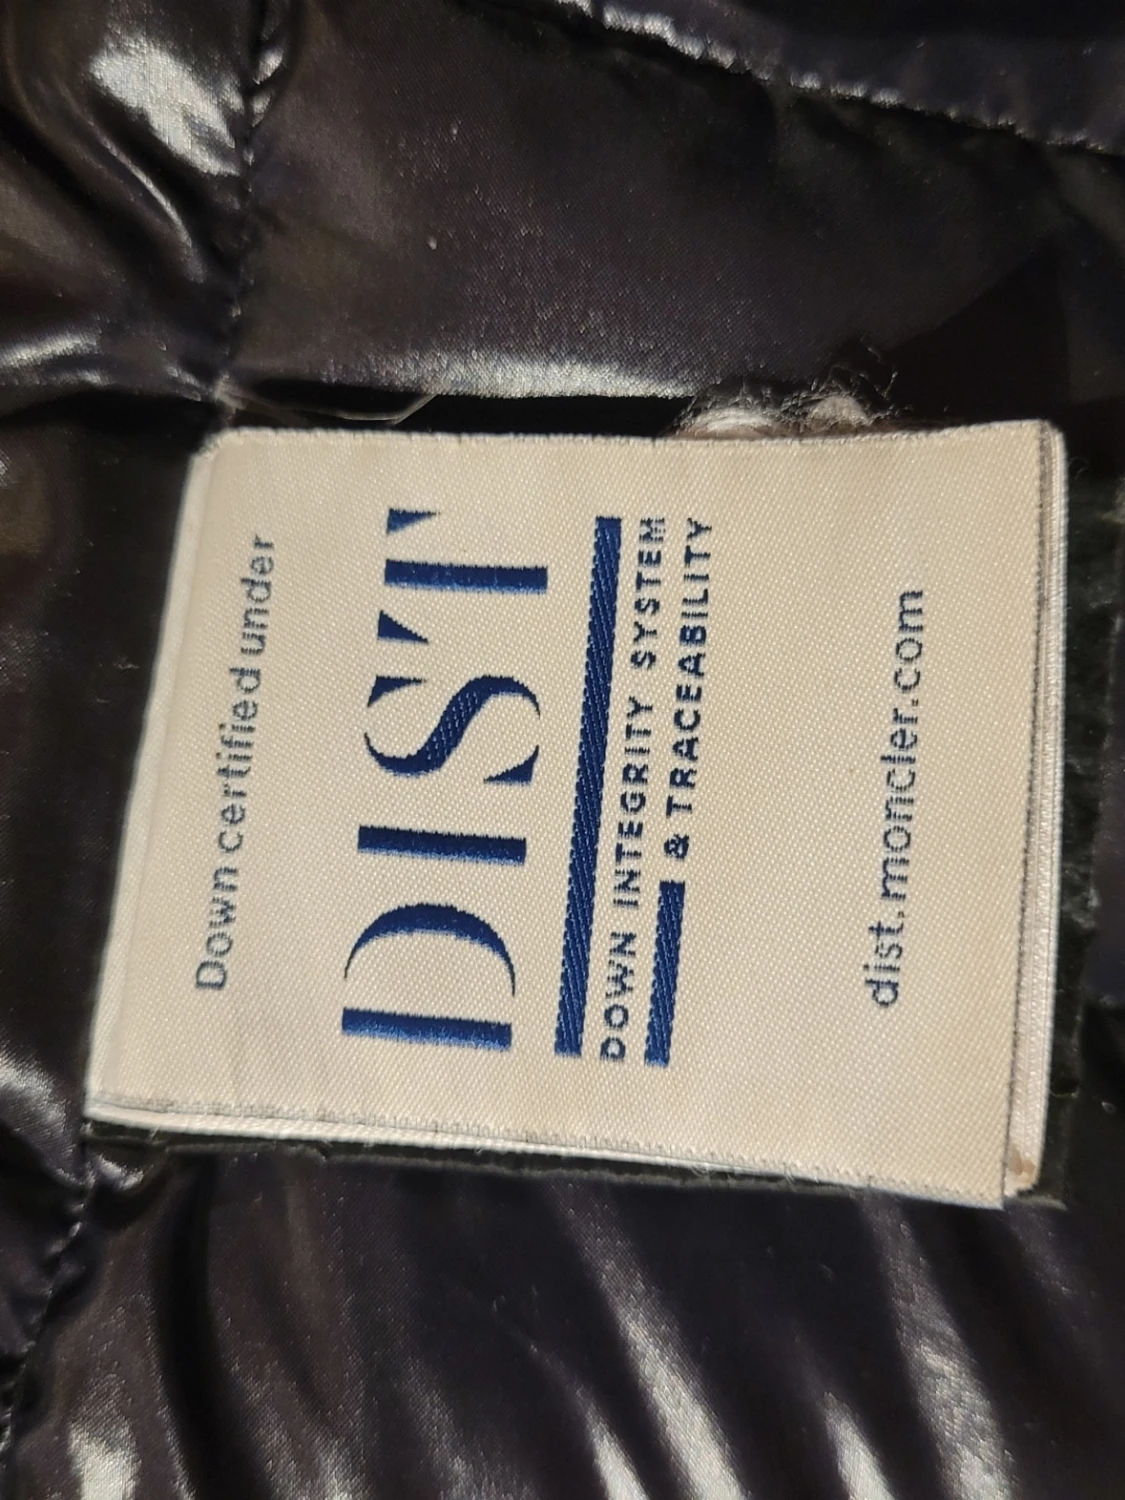 Down certified under
DIST
DOWN INTEGRITY SYSTEM
& TRACEABILITY
dist.moncler.com